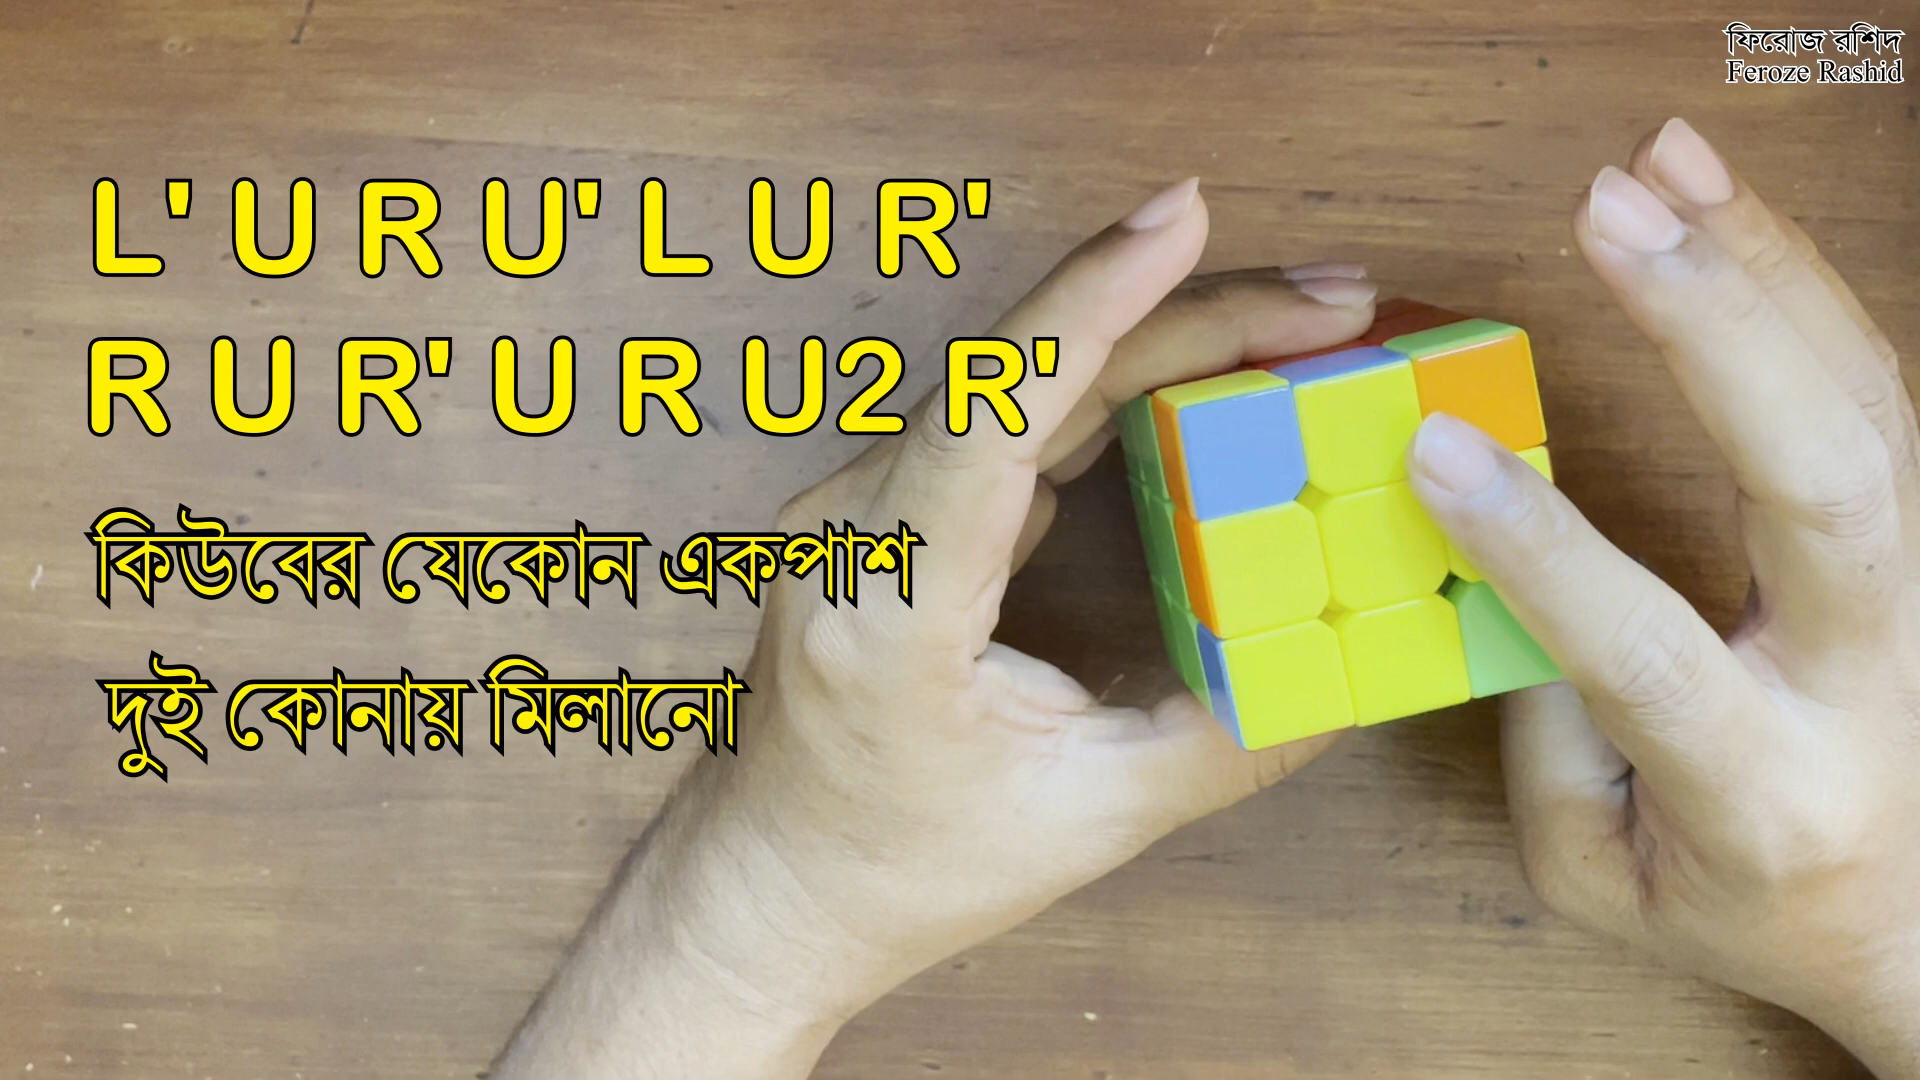 ফিরোজ রশিদ
Feroze Rashid
L' U R U' L U R'
R U R' U R U2 R'
কিউবের যেকোন একপাশ
দুই কোনায় মিলানো